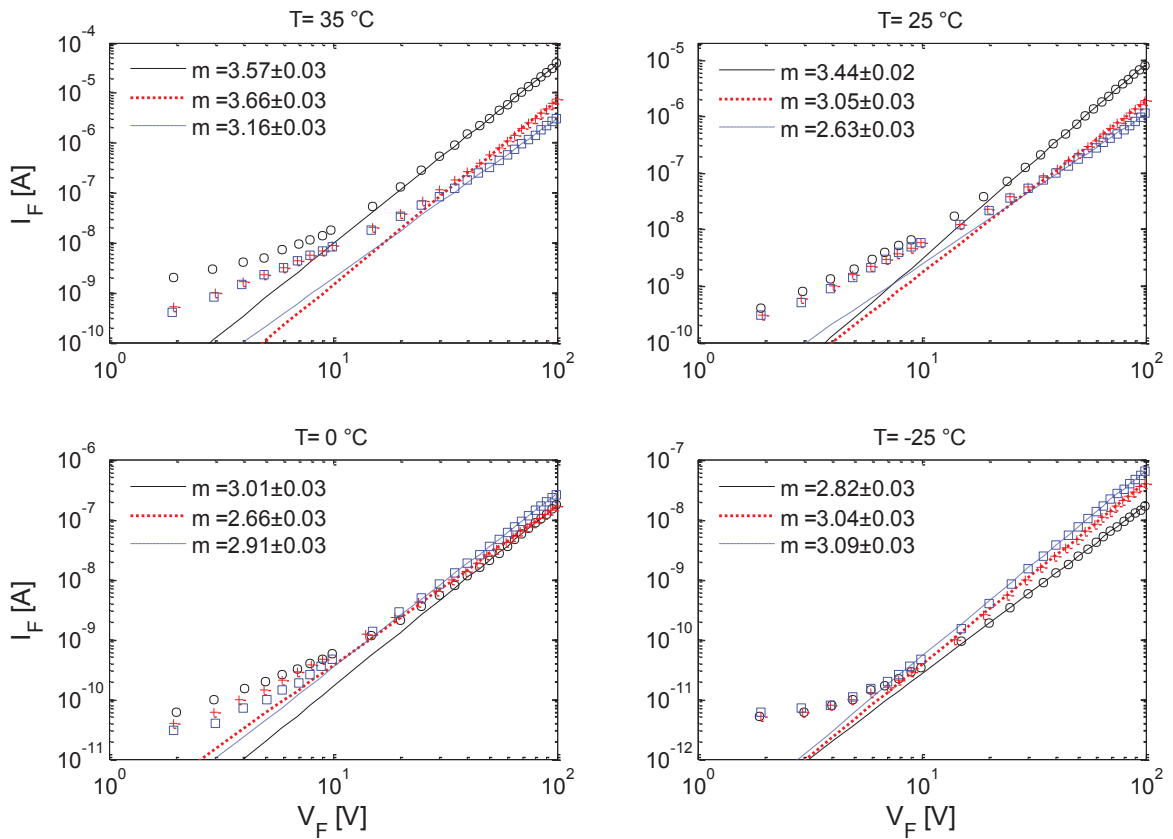 T= 35 °C
10^-4
10^-5
10^-6
10^-7
10^-8
10^-9
10^-10
I_F [A]
m =3.57±0.03
m =3.66±0.03
m =3.16±0.03
10^0
10^1
10^2
T= 25 °C
10^-5
10^-6
10^-7
10^-8
10^-9
10^-10
m =3.44±0.02
m =3.05±0.03
m =2.63±0.03
10^0
10^1
10^2
T= 0 °C
10^-6
10^-7
10^-8
10^-9
10^-10
10^-11
I_F [A]
m =3.01±0.03
m =2.66±0.03
m =2.91±0.03
10^0
10^1
10^2
V_F [V]
T= -25 °C
10^-7
10^-8
10^-9
10^-10
10^-11
10^-12
m =2.82±0.03
m =3.04±0.03
m =3.09±0.03
10^0
10^1
10^2
V_F [V]